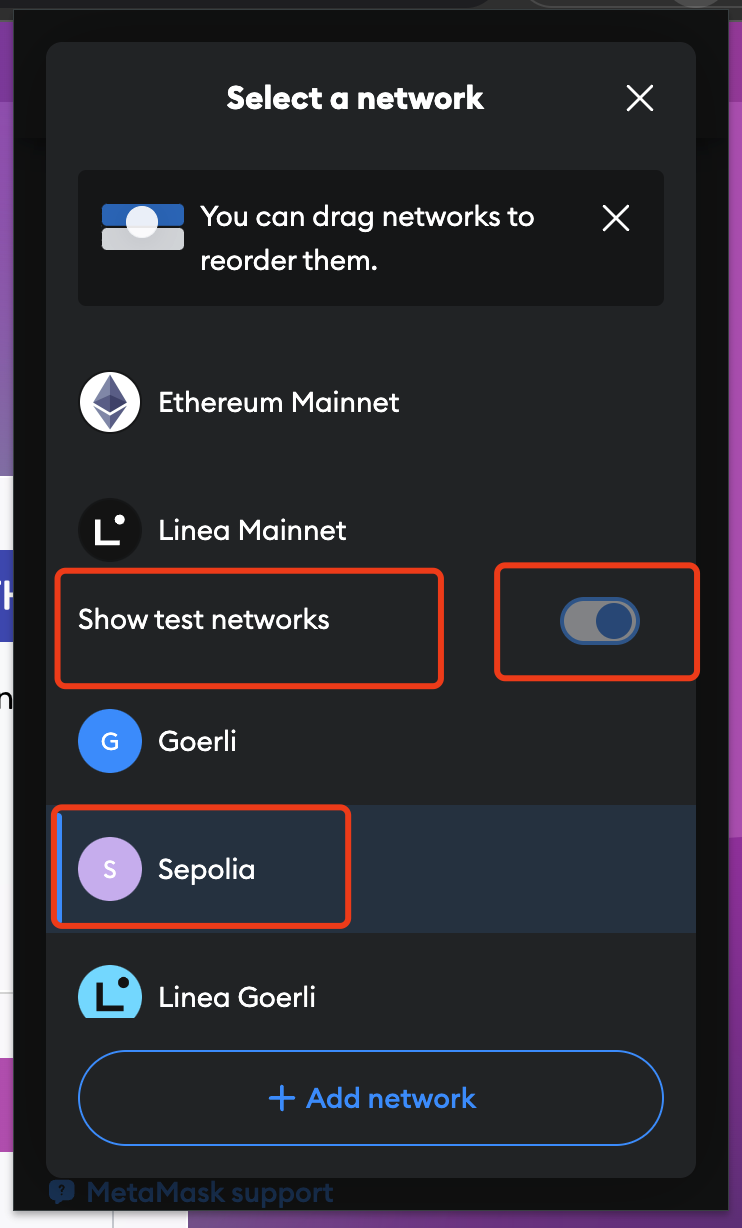 Select a network
You can drag networks to
reorder them.
Ethereum Mainnet
L
Linea Mainnet
Show test networks
G
Goerli
S
Sepolia
L
Linea Goerli
+ Add network
? MetaMask support